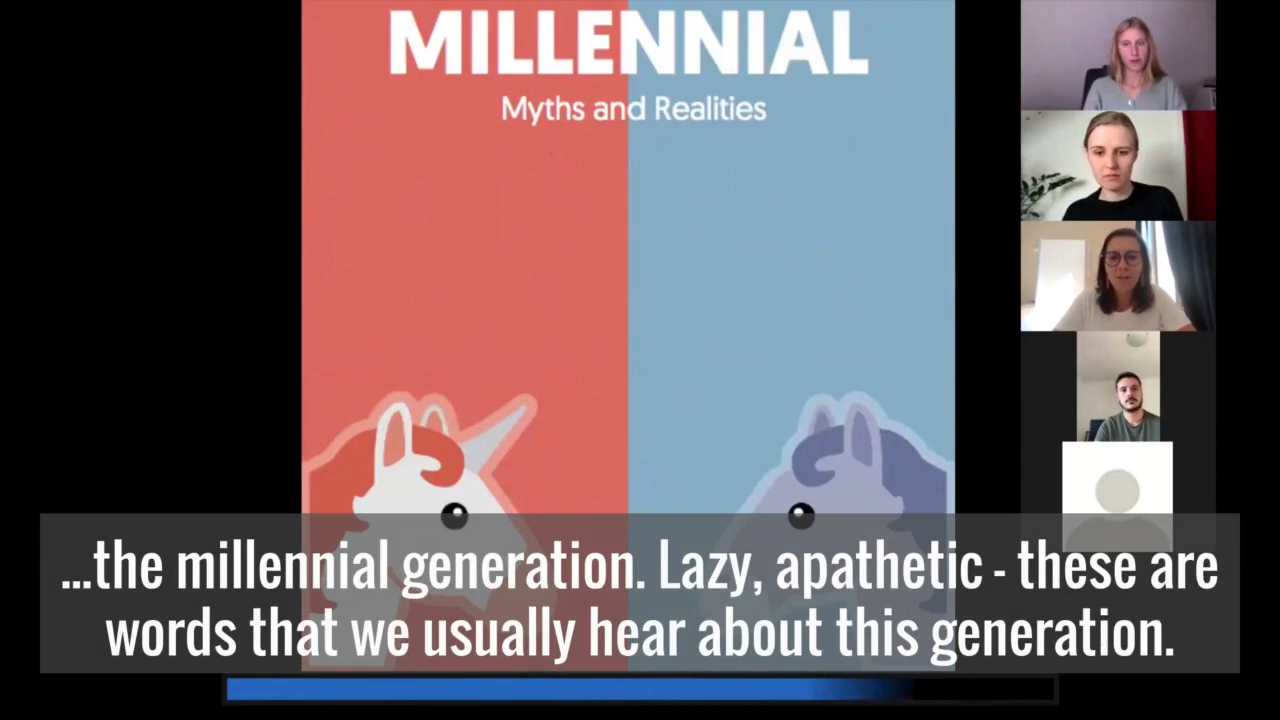 MILLENNIAL
Myths and Realities
...the millennial generation. Lazy, apathetic - these are
words that we usually hear about this generation.